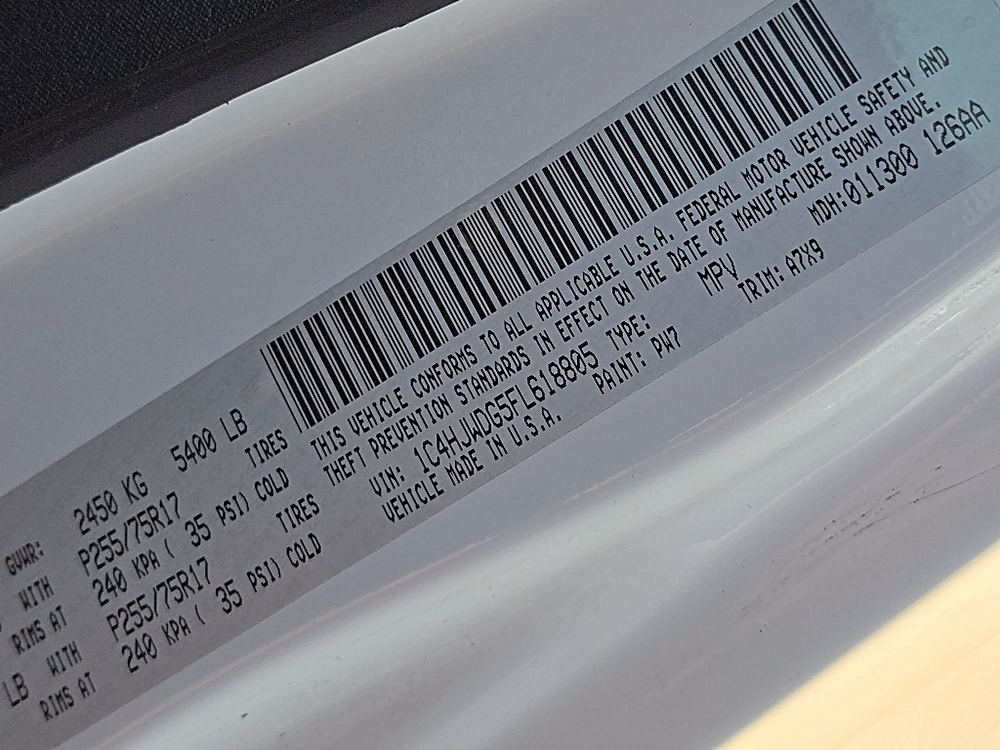 GVWR: 2450 KG 5400 LB
WITH P255/75R17 TIRES
RIMS AT 240 KPA ( 35 PSI) COLD
LB WITH P255/75R17 TIRES
RIMS AT 240 KPA ( 35 PSI) COLD
THIS VEHICLE CONFORMS TO ALL APPLICABLE U.S.A. FEDERAL MOTOR VEHICLE SAFETY AND
THEFT PREVENTION STANDARDS IN EFFECT ON THE DATE OF MANUFACTURE SHOWN ABOVE.
VIN: 1C4HJWDG5FL618805 TYPE: MPV MDH:011300 126AA
VEHICLE MADE IN U.S.A. PAINT: PW7 TRIM: A7X9